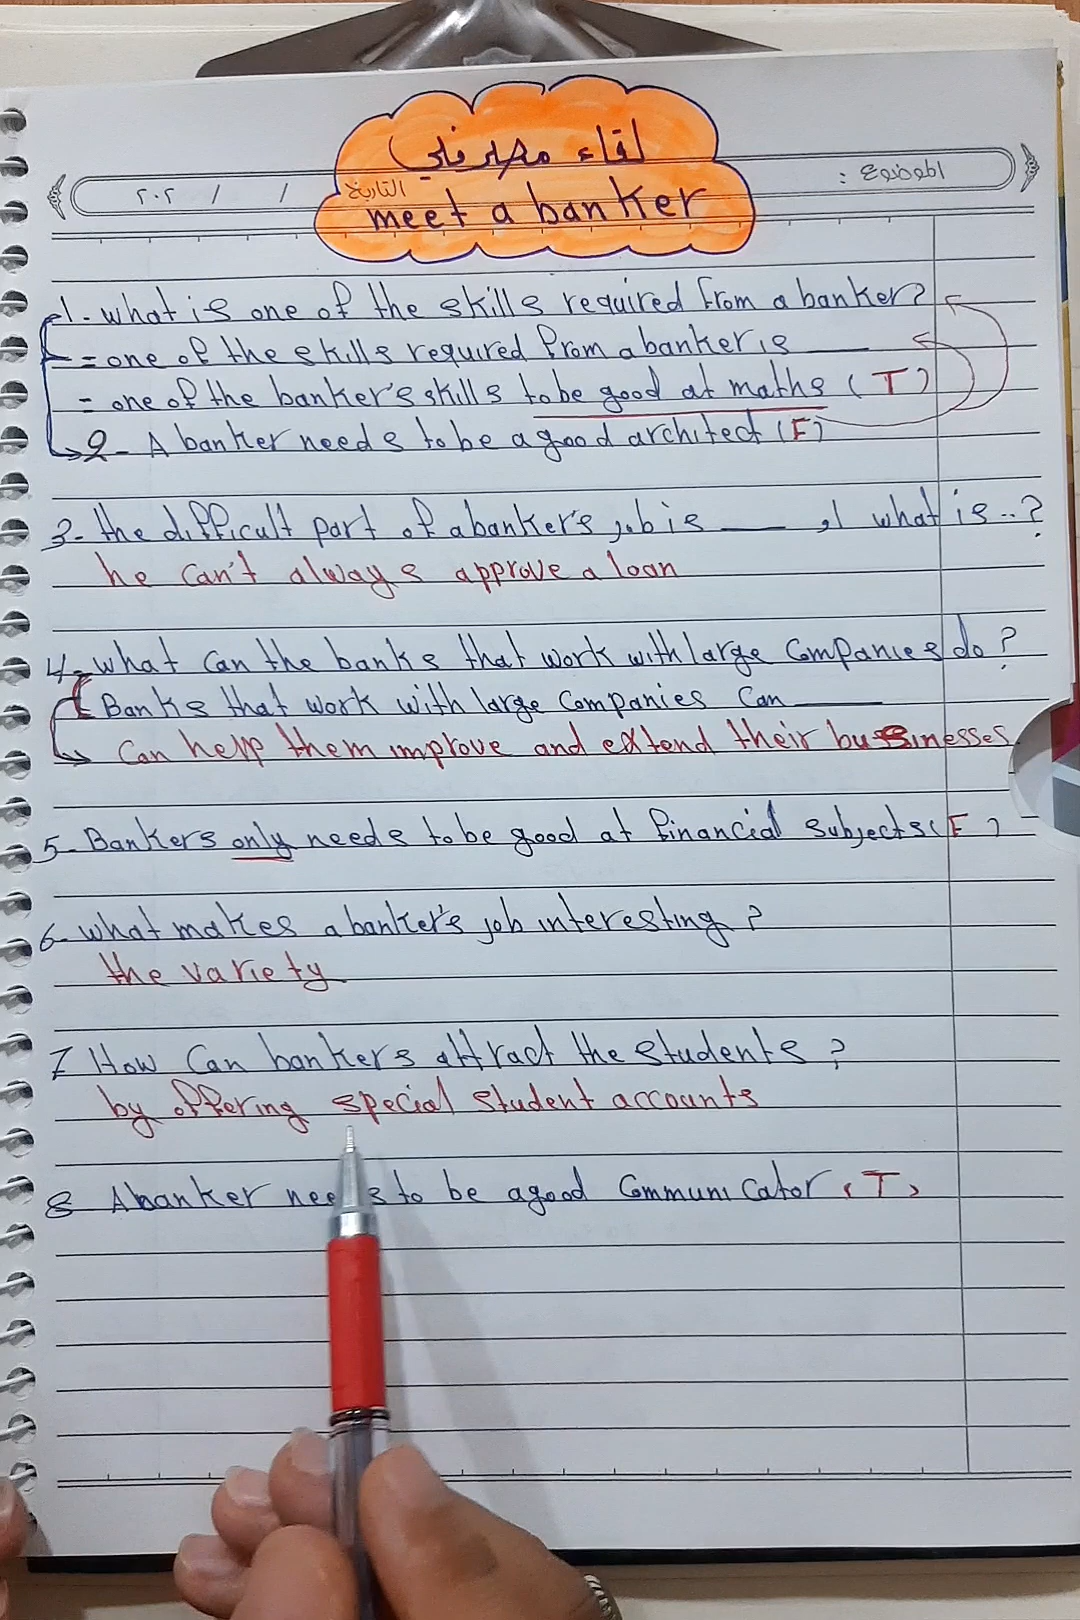 لقاء مصرفي
الموضوع :
التاريخ / / ٢٠٢
meet a banker
1- what is one of the skills required from a banker?
= one of the skills required from a banker is ____
= one of the banker's skills to be good at maths (T)
2- A banker needs to be a good architect (F)
3- the difficult part of a banker's job is ____ او what is ..?
he can't always approve a loan
4- what can the banks that work with large companies do?
Banks that work with large companies can ____
can help them improve and extend their bussinesses
5- Bankers only needs to be good at financial subjects (F)
6- what makes a banker's job interesting?
the variety
7 How can bankers attract the students?
by offering special student accounts
8 A banker needs to be a good communicator (T)